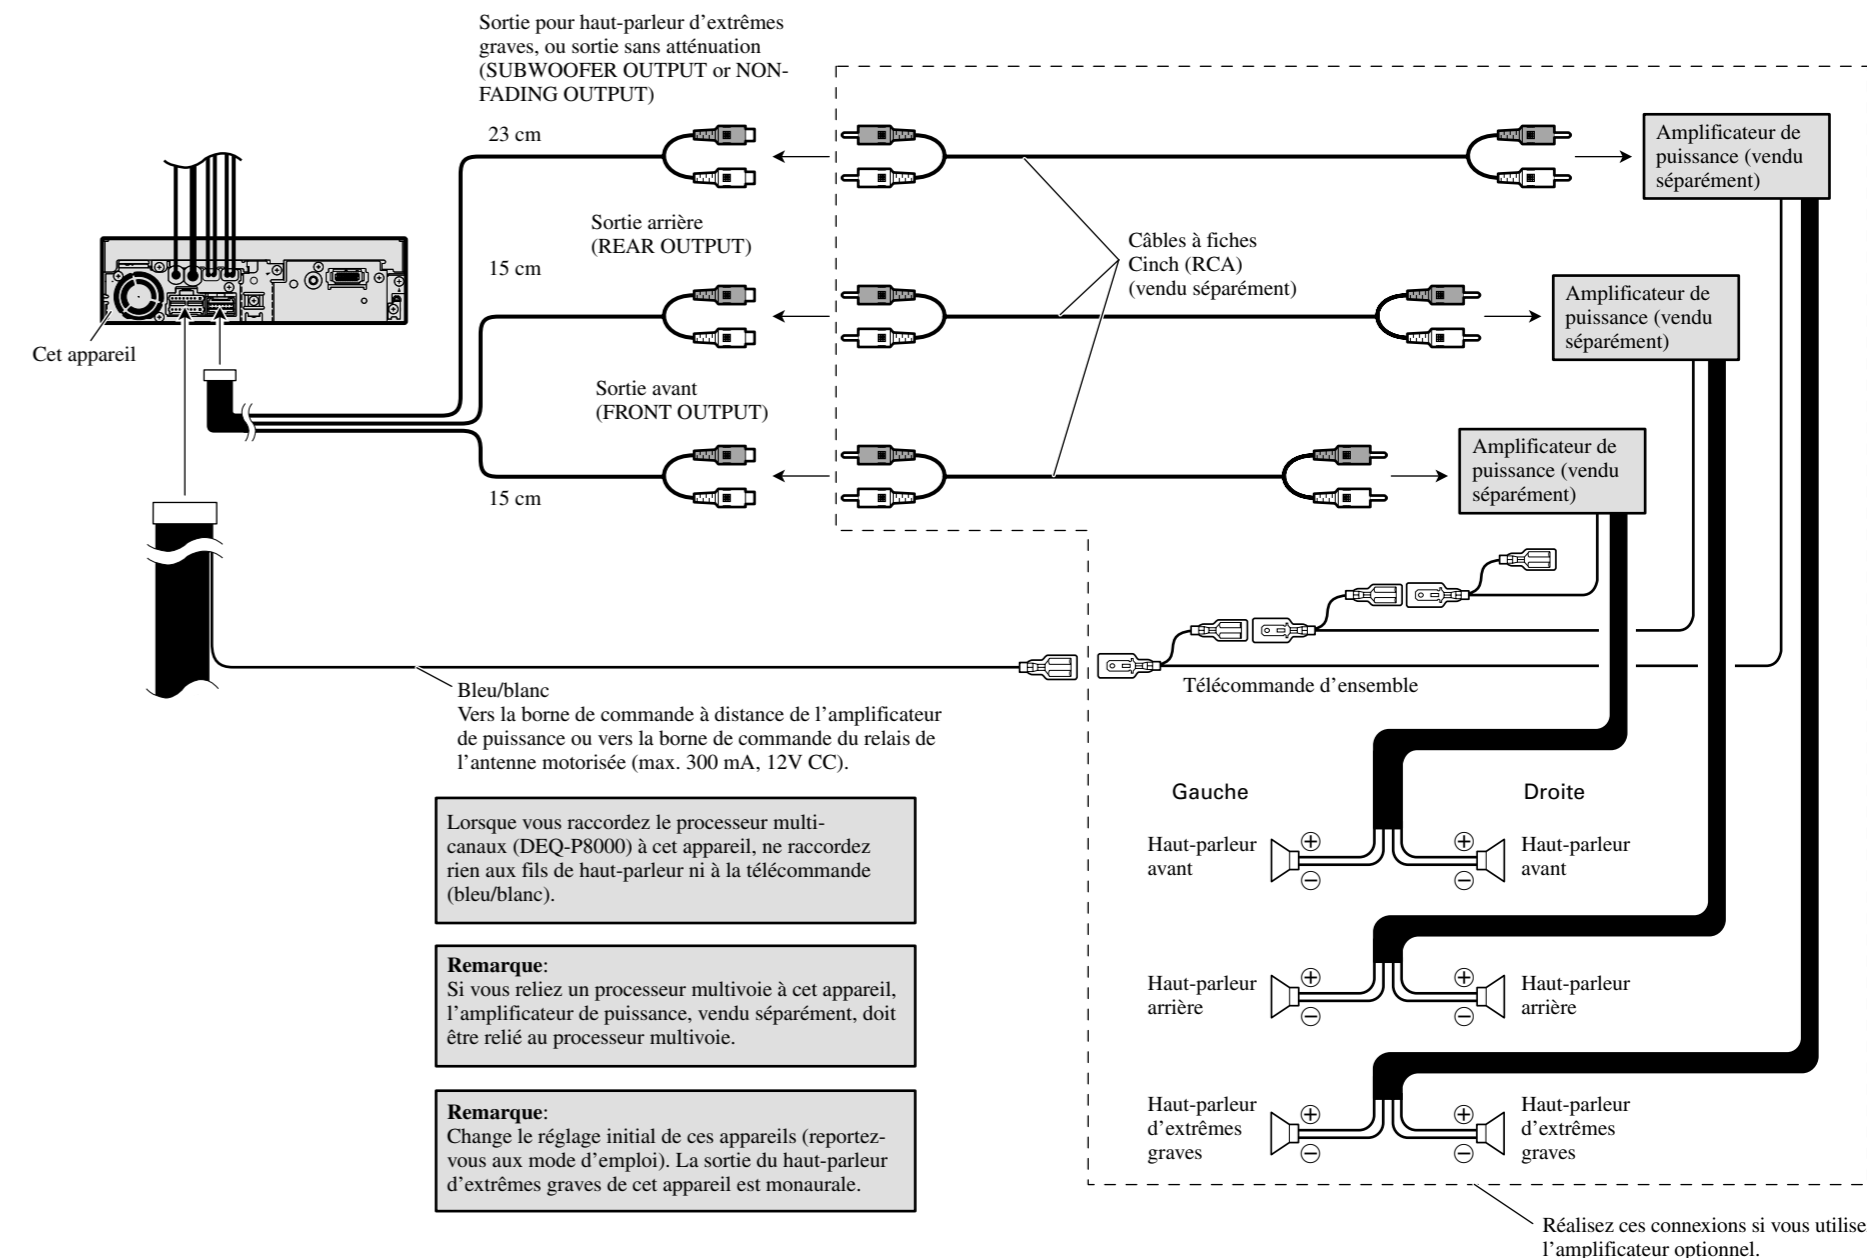 Sortie pour haut-parleur d'extrêmes
graves, ou sortie sans atténuation
(SUBWOOFER OUTPUT or NON-
FADING OUTPUT)
23 cm
Sortie arrière
(REAR OUTPUT)
15 cm
Sortie avant
(FRONT OUTPUT)
15 cm
Cet appareil
Câbles à fiches
Cinch (RCA)
(vendu séparément)
Amplificateur de
puissance (vendu
séparément)
Amplificateur de
puissance (vendu
séparément)
Amplificateur de
puissance (vendu
séparément)
Bleu/blanc
Vers la borne de commande à distance de l'amplificateur
de puissance ou vers la borne de commande du relais de
l'antenne motorisée (max. 300 mA, 12V CC).
Télécommande d'ensemble
Lorsque vous raccordez le processeur multi-
canaux (DEQ-P8000) à cet appareil, ne raccordez
rien aux fils de haut-parleur ni à la télécommande
(bleu/blanc).
Remarque:
Si vous reliez un processeur multivoie à cet appareil,
l'amplificateur de puissance, vendu séparément, doit
être relié au processeur multivoie.
Remarque:
Change le réglage initial de ces appareils (reportez-
vous aux mode d'emploi). La sortie du haut-parleur
d'extrêmes graves de cet appareil est monaurale.
Gauche
Droite
Haut-parleur
avant
+
−
+
−
Haut-parleur
avant
Haut-parleur
arrière
+
−
+
−
Haut-parleur
arrière
Haut-parleur
d'extrêmes
graves
+
−
+
−
Haut-parleur
d'extrêmes
graves
Réalisez ces connexions si vous utilise
l'amplificateur optionnel.